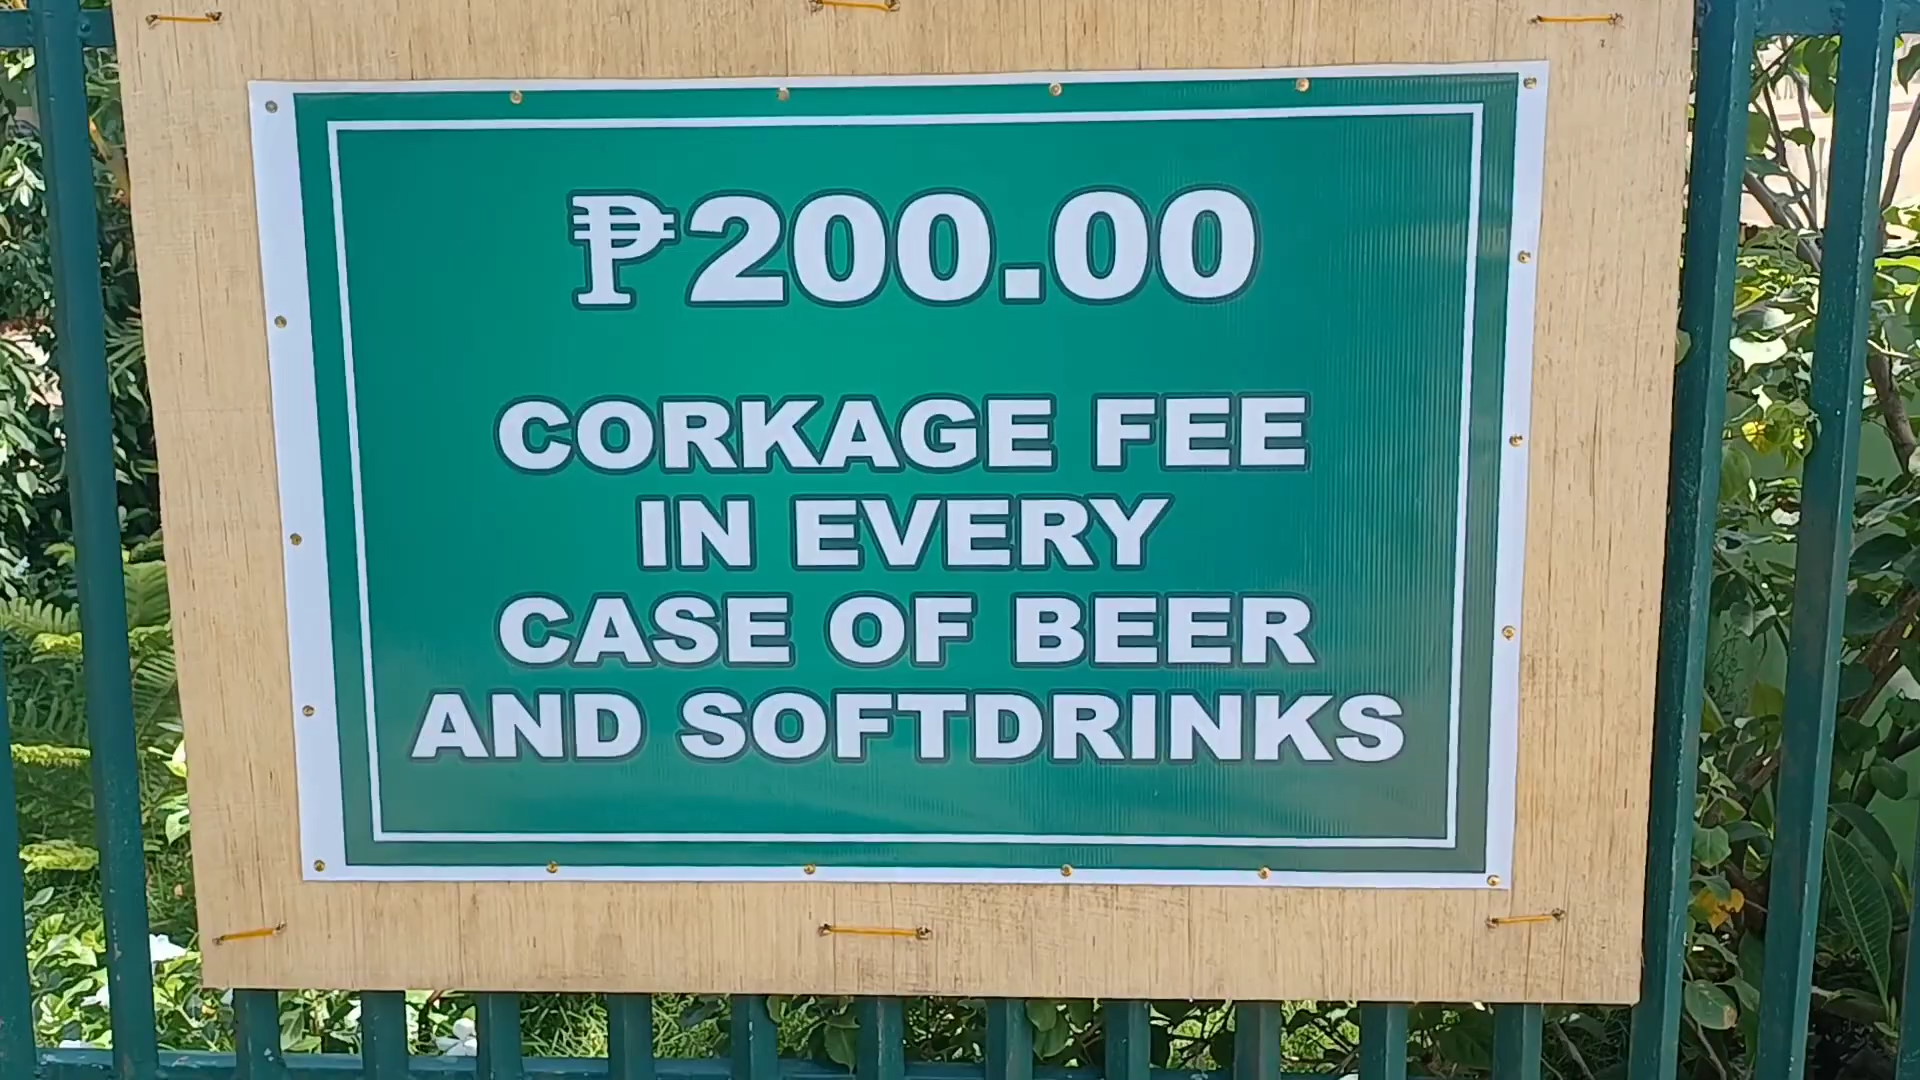 ₱200.00
CORKAGE FEE
IN EVERY
CASE OF BEER
AND SOFTDRINKS